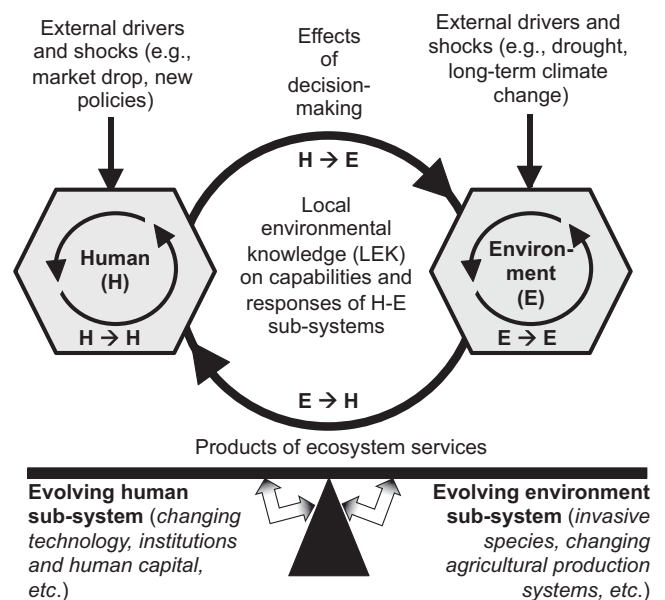 External drivers
and shocks (e.g.,
market drop, new
policies)
Effects
of
decision-
making
External drivers and
shocks (e.g., drought,
long-term climate
change)
H → E
Human
(H)
H → H
Local
environmental
knowledge (LEK)
on capabilities and
responses of H-E
sub-systems
Environ-
ment
(E)
E → E
E → H
Products of ecosystem services
Evolving human
sub-system (changing
technology, institutions
and human capital,
etc.)
Evolving environment
sub-system (invasive
species, changing
agricultural production
systems, etc.)